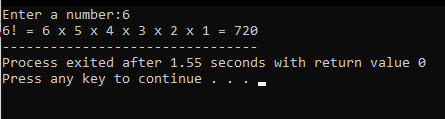 Enter a number:6
6! = 6 x 5 x 4 x 3 x 2 x 1 = 720
--------------------------------
Process exited after 1.55 seconds with return value 0
Press any key to continue . . .